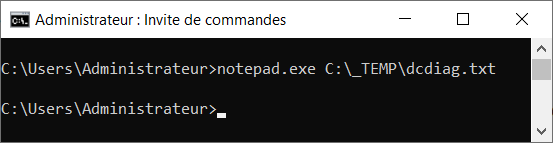 Administrateur : Invite de commandes
C:\Users\Administrateur>notepad.exe C:\_TEMP\dcdiag.txt
C:\Users\Administrateur>